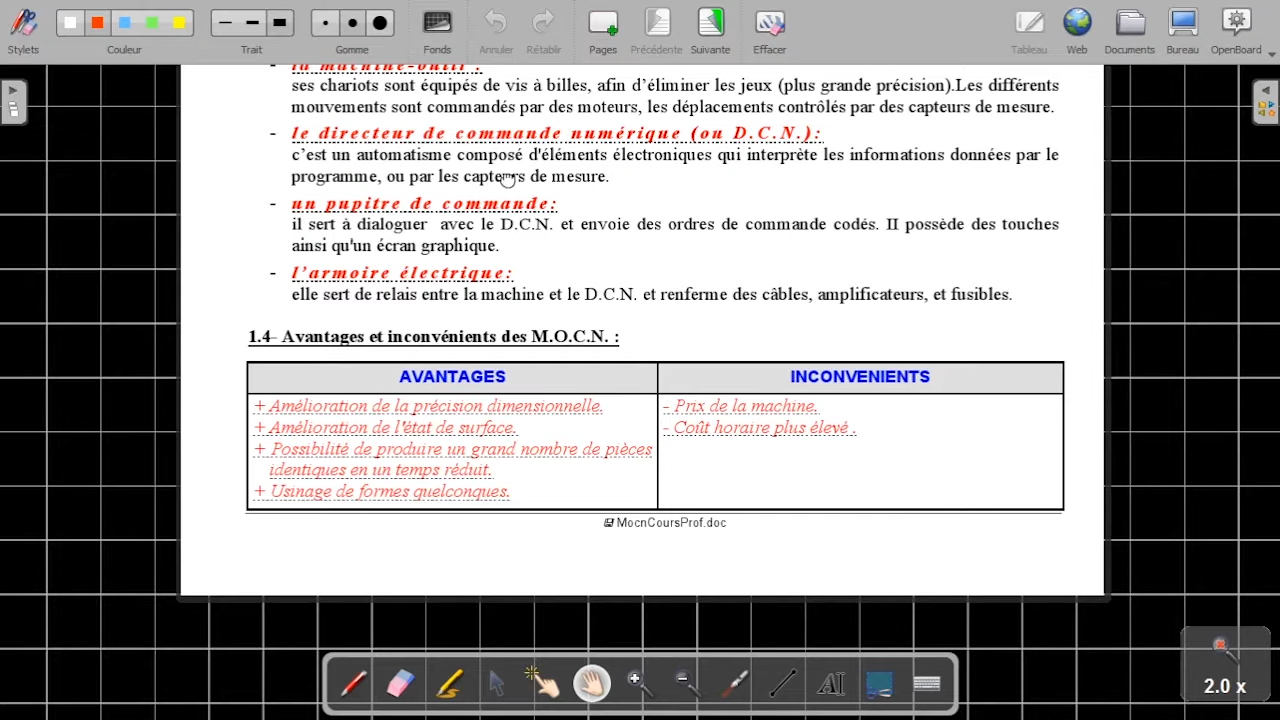 Stylets
Couleur
Trait
Gomme
Fonds
Annuler
Rétablir
Pages
Précédente
Suivante
Effacer
Tableau
Web
Documents
Bureau
OpenBoard
la machine-outil :
ses chariots sont équipés de vis à billes, afin d’éliminer les jeux (plus grande précision).Les différents
mouvements sont commandés par des moteurs, les déplacements contrôlés par des capteurs de mesure.
- le directeur de commande numérique (ou D.C.N.):
c’est un automatisme composé d'éléments électroniques qui interprète les informations données par le
programme, ou par les capteurs de mesure.
- un pupitre de commande:
il sert à dialoguer avec le D.C.N. et envoie des ordres de commande codés. II possède des touches
ainsi qu'un écran graphique.
- l’armoire électrique:
elle sert de relais entre la machine et le D.C.N. et renferme des câbles, amplificateurs, et fusibles.
1.4- Avantages et inconvénients des M.O.C.N. :
AVANTAGES
+ Amélioration de la précision dimensionnelle.
+ Amélioration de l'état de surface.
+ Possibilité de produire un grand nombre de pièces
identiques en un temps réduit.
+ Usinage de formes quelconques.
INCONVENIENTS
- Prix de la machine.
- Coût horaire plus élevé .
MocnCoursProf.doc
AI
2.0 x